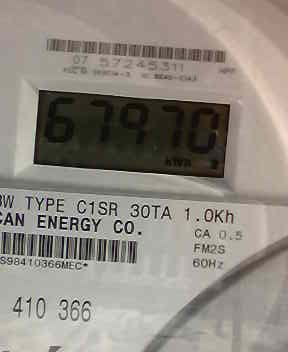 07 57245311
67970
kWh
3W TYPE C1SR 30TA 1.0Kh
CAN ENERGY CO.
CA 0.5
FM2S
S98410366MEC*
60Hz
410 366